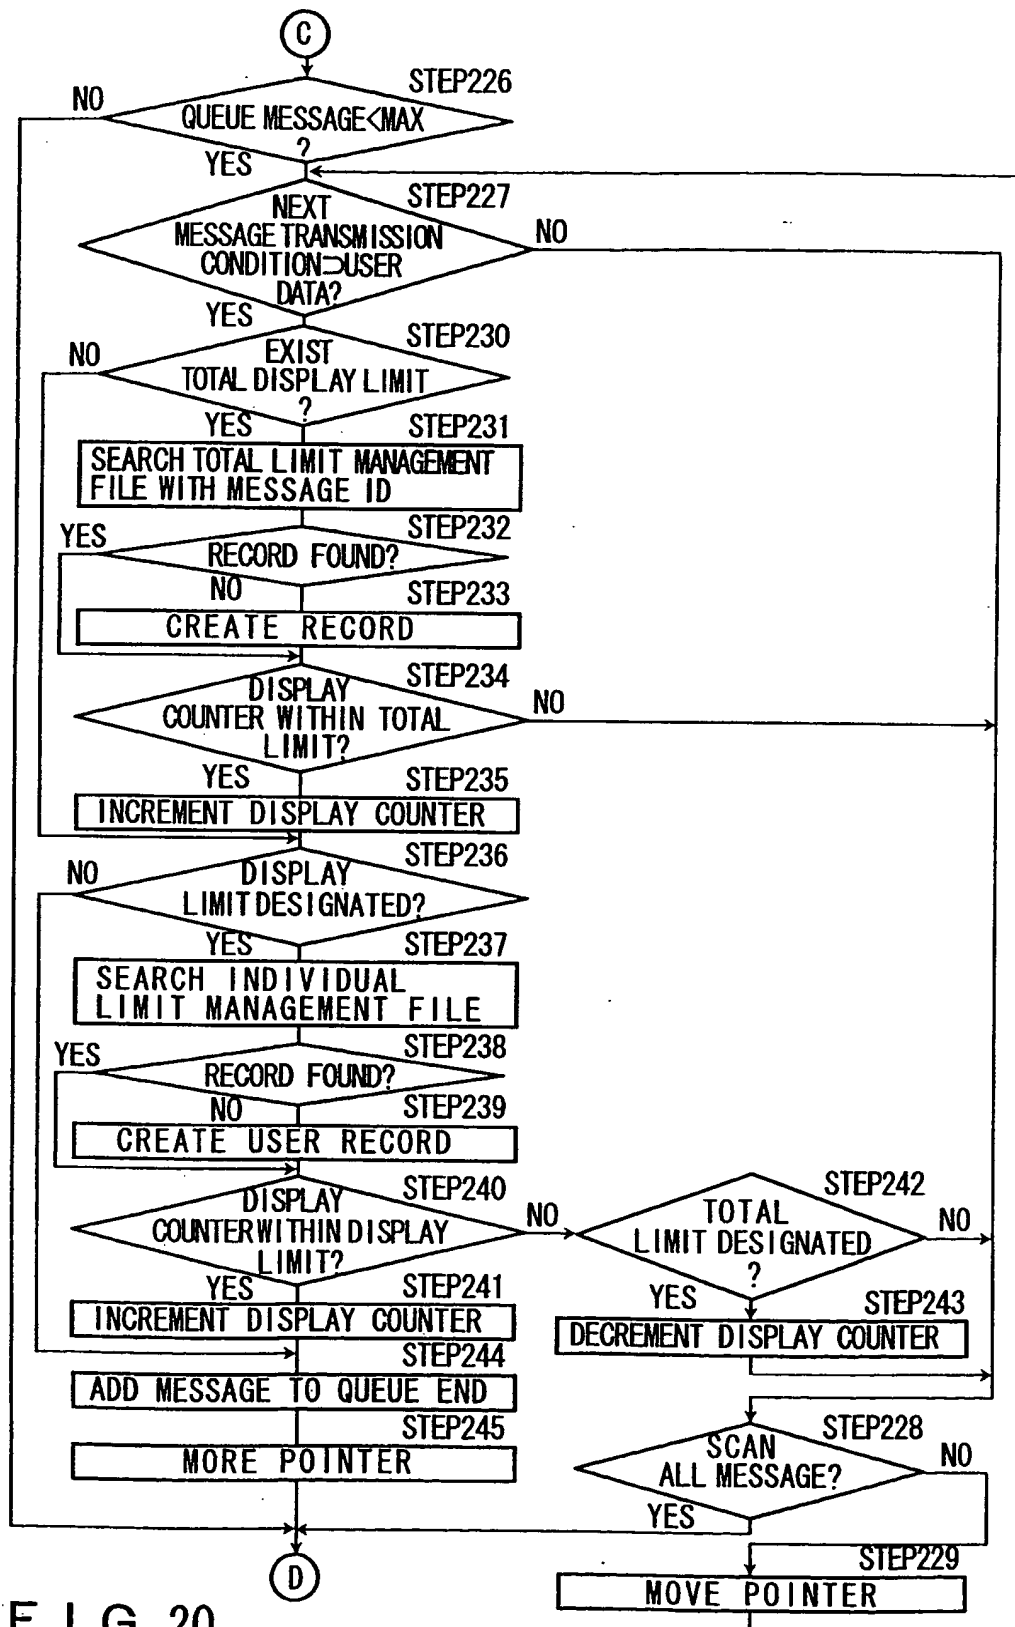 C
STEP226
NO
QUEUE MESSAGE<MAX
?
YES
STEP227
NEXT
MESSAGE TRANSMISSION
CONDITION⊃USER
DATA?
NO
YES
STEP230
NO
EXIST
TOTAL DISPLAY LIMIT
?
YES
STEP231
SEARCH TOTAL LIMIT MANAGEMENT
FILE WITH MESSAGE ID
STEP232
YES
RECORD FOUND?
NO
STEP233
CREATE RECORD
STEP234
DISPLAY
COUNTER WITHIN TOTAL
LIMIT?
NO
YES
STEP235
INCREMENT DISPLAY COUNTER
STEP236
NO
DISPLAY
LIMIT DESIGNATED?
YES
STEP237
SEARCH INDIVIDUAL
LIMIT MANAGEMENT FILE
STEP238
YES
RECORD FOUND?
NO
STEP239
CREATE USER RECORD
STEP240
DISPLAY
COUNTER WITHIN DISPLAY
LIMIT?
NO
STEP242
TOTAL
LIMIT DESIGNATED
?
NO
YES
STEP241
INCREMENT DISPLAY COUNTER
YES
STEP243
DECREMENT DISPLAY COUNTER
STEP244
ADD MESSAGE TO QUEUE END
STEP245
MORE POINTER
STEP228
SCAN
ALL MESSAGE?
NO
YES
D
STEP229
MOVE POINTER
FIG. 20